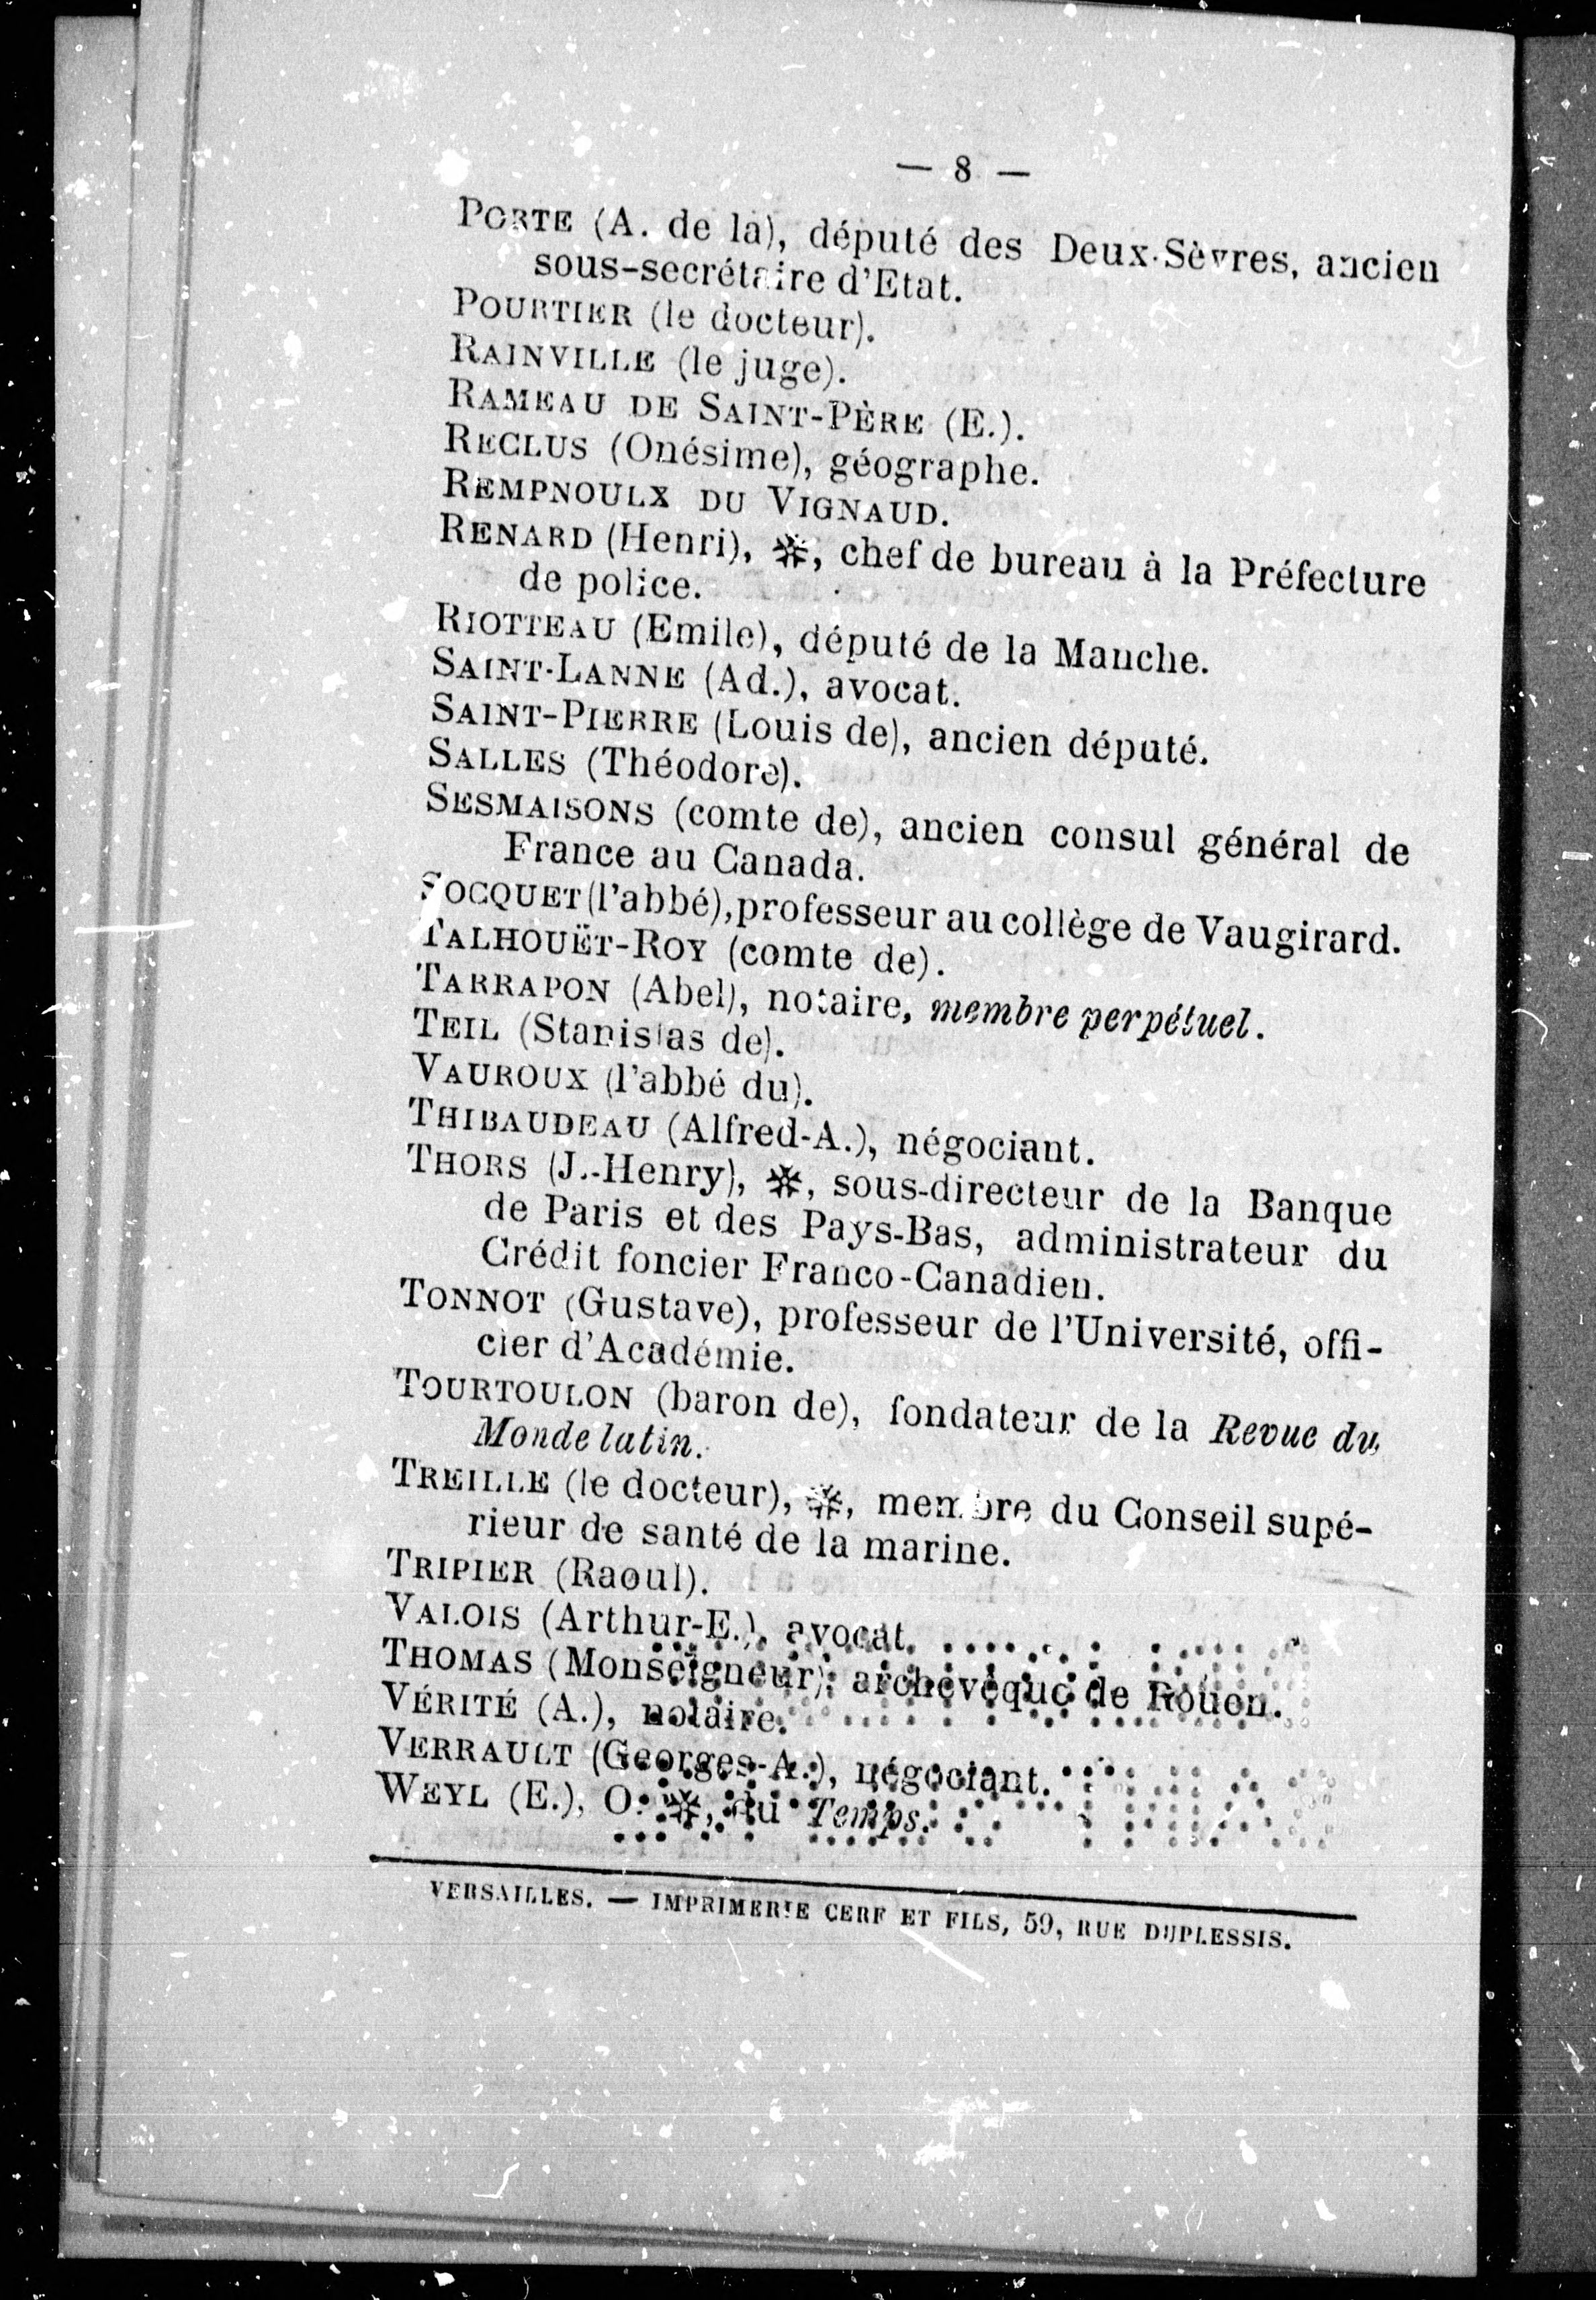 — 8 —
PORTE (A. de la), député des Deux-Sèvres, ancien
sous-secrétaire d'Etat.
POURTIER (le docteur).
RAINVILLE (le juge).
RAMEAU DE SAINT-PÈRE (E.).
RECLUS (Onésime), géographe.
REMPNOULX DU VIGNAUD.
RENARD (Henri), ✻, chef de bureau à la Préfecture
de police.
RIOTTEAU (Emile), député de la Manche.
SAINT-LANNE (Ad.), avocat.
SAINT-PIERRE (Louis de), ancien député.
SALLES (Théodore).
SESMAISONS (comte de), ancien consul général de
France au Canada.
SOCQUET (l'abbé), professeur au collège de Vaugirard.
TALHOUËT-ROY (comte de).
TARRAPON (Abel), notaire, membre perpétuel.
TEIL (Stanislas de).
VAUROUX (l'abbé du).
THIBAUDEAU (Alfred-A.), négociant.
THORS (J.-Henry), ✻, sous-directeur de la Banque
de Paris et des Pays-Bas, administrateur du
Crédit foncier Franco-Canadien.
TONNOT (Gustave), professeur de l'Université, offi-
cier d'Académie.
TOURTOULON (baron de), fondateur de la Revue du
Monde latin.
TREILLE (le docteur), ✻, membre du Conseil supé-
rieur de santé de la marine.
TRIPIER (Raoul).
VALOIS (Arthur-E.), avocat.
THOMAS (Monseigneur), archevêque de Rouen.
VÉRITÉ (A.), notaire.
VERRAULT (Georges-A.), négociant.
WEYL (E.), O. ✻, du Temps.
VERSAILLES. — IMPRIMERIE CERF ET FILS, 59, RUE DUPLESSIS.